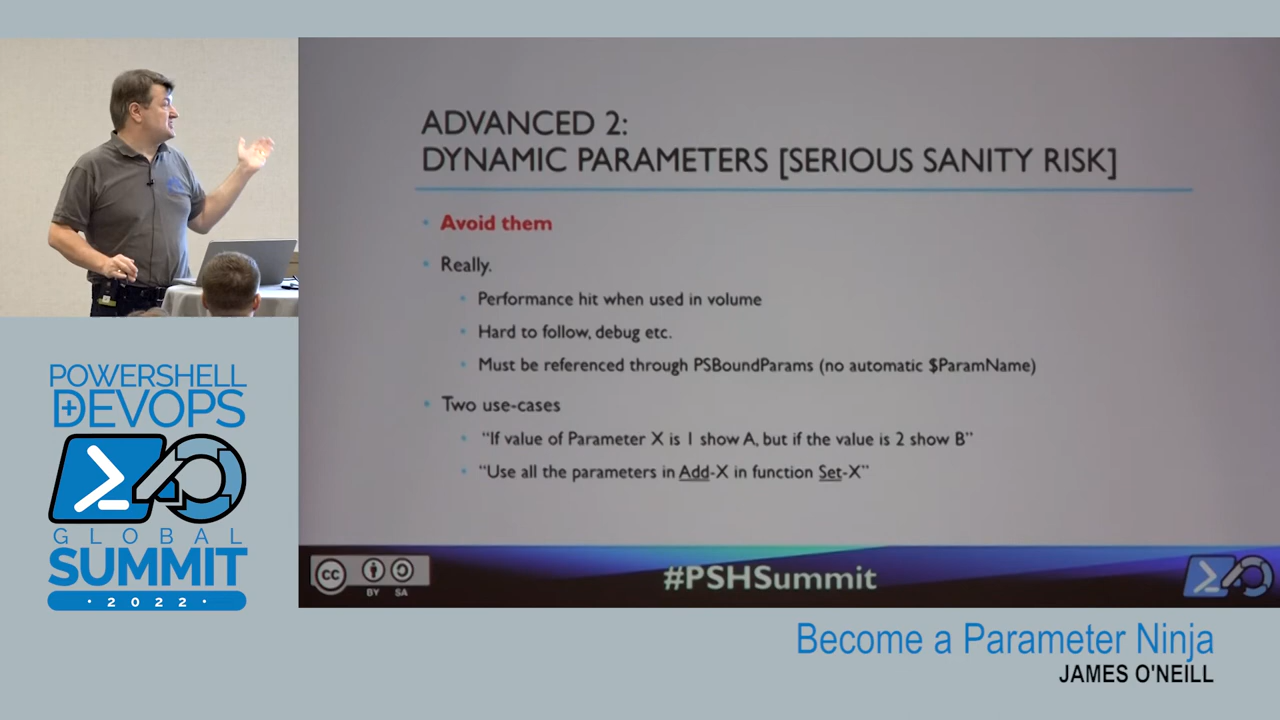 ADVANCED 2:
DYNAMIC PARAMETERS [SERIOUS SANITY RISK]
Avoid them
Really.
Performance hit when used in volume
Hard to follow, debug etc.
Must be referenced through PSBoundParams (no automatic $ParamName)
Two use-cases
“If value of Parameter X is 1 show A, but if the value is 2 show B”
“Use all the parameters in Add-X in function Set-X”
cc
BY SA
#PSHSummit
POWERSHELL
DEVOPS
GLOBAL
SUMMIT
· 2022 ·
Become a Parameter Ninja
JAMES O'NEILL